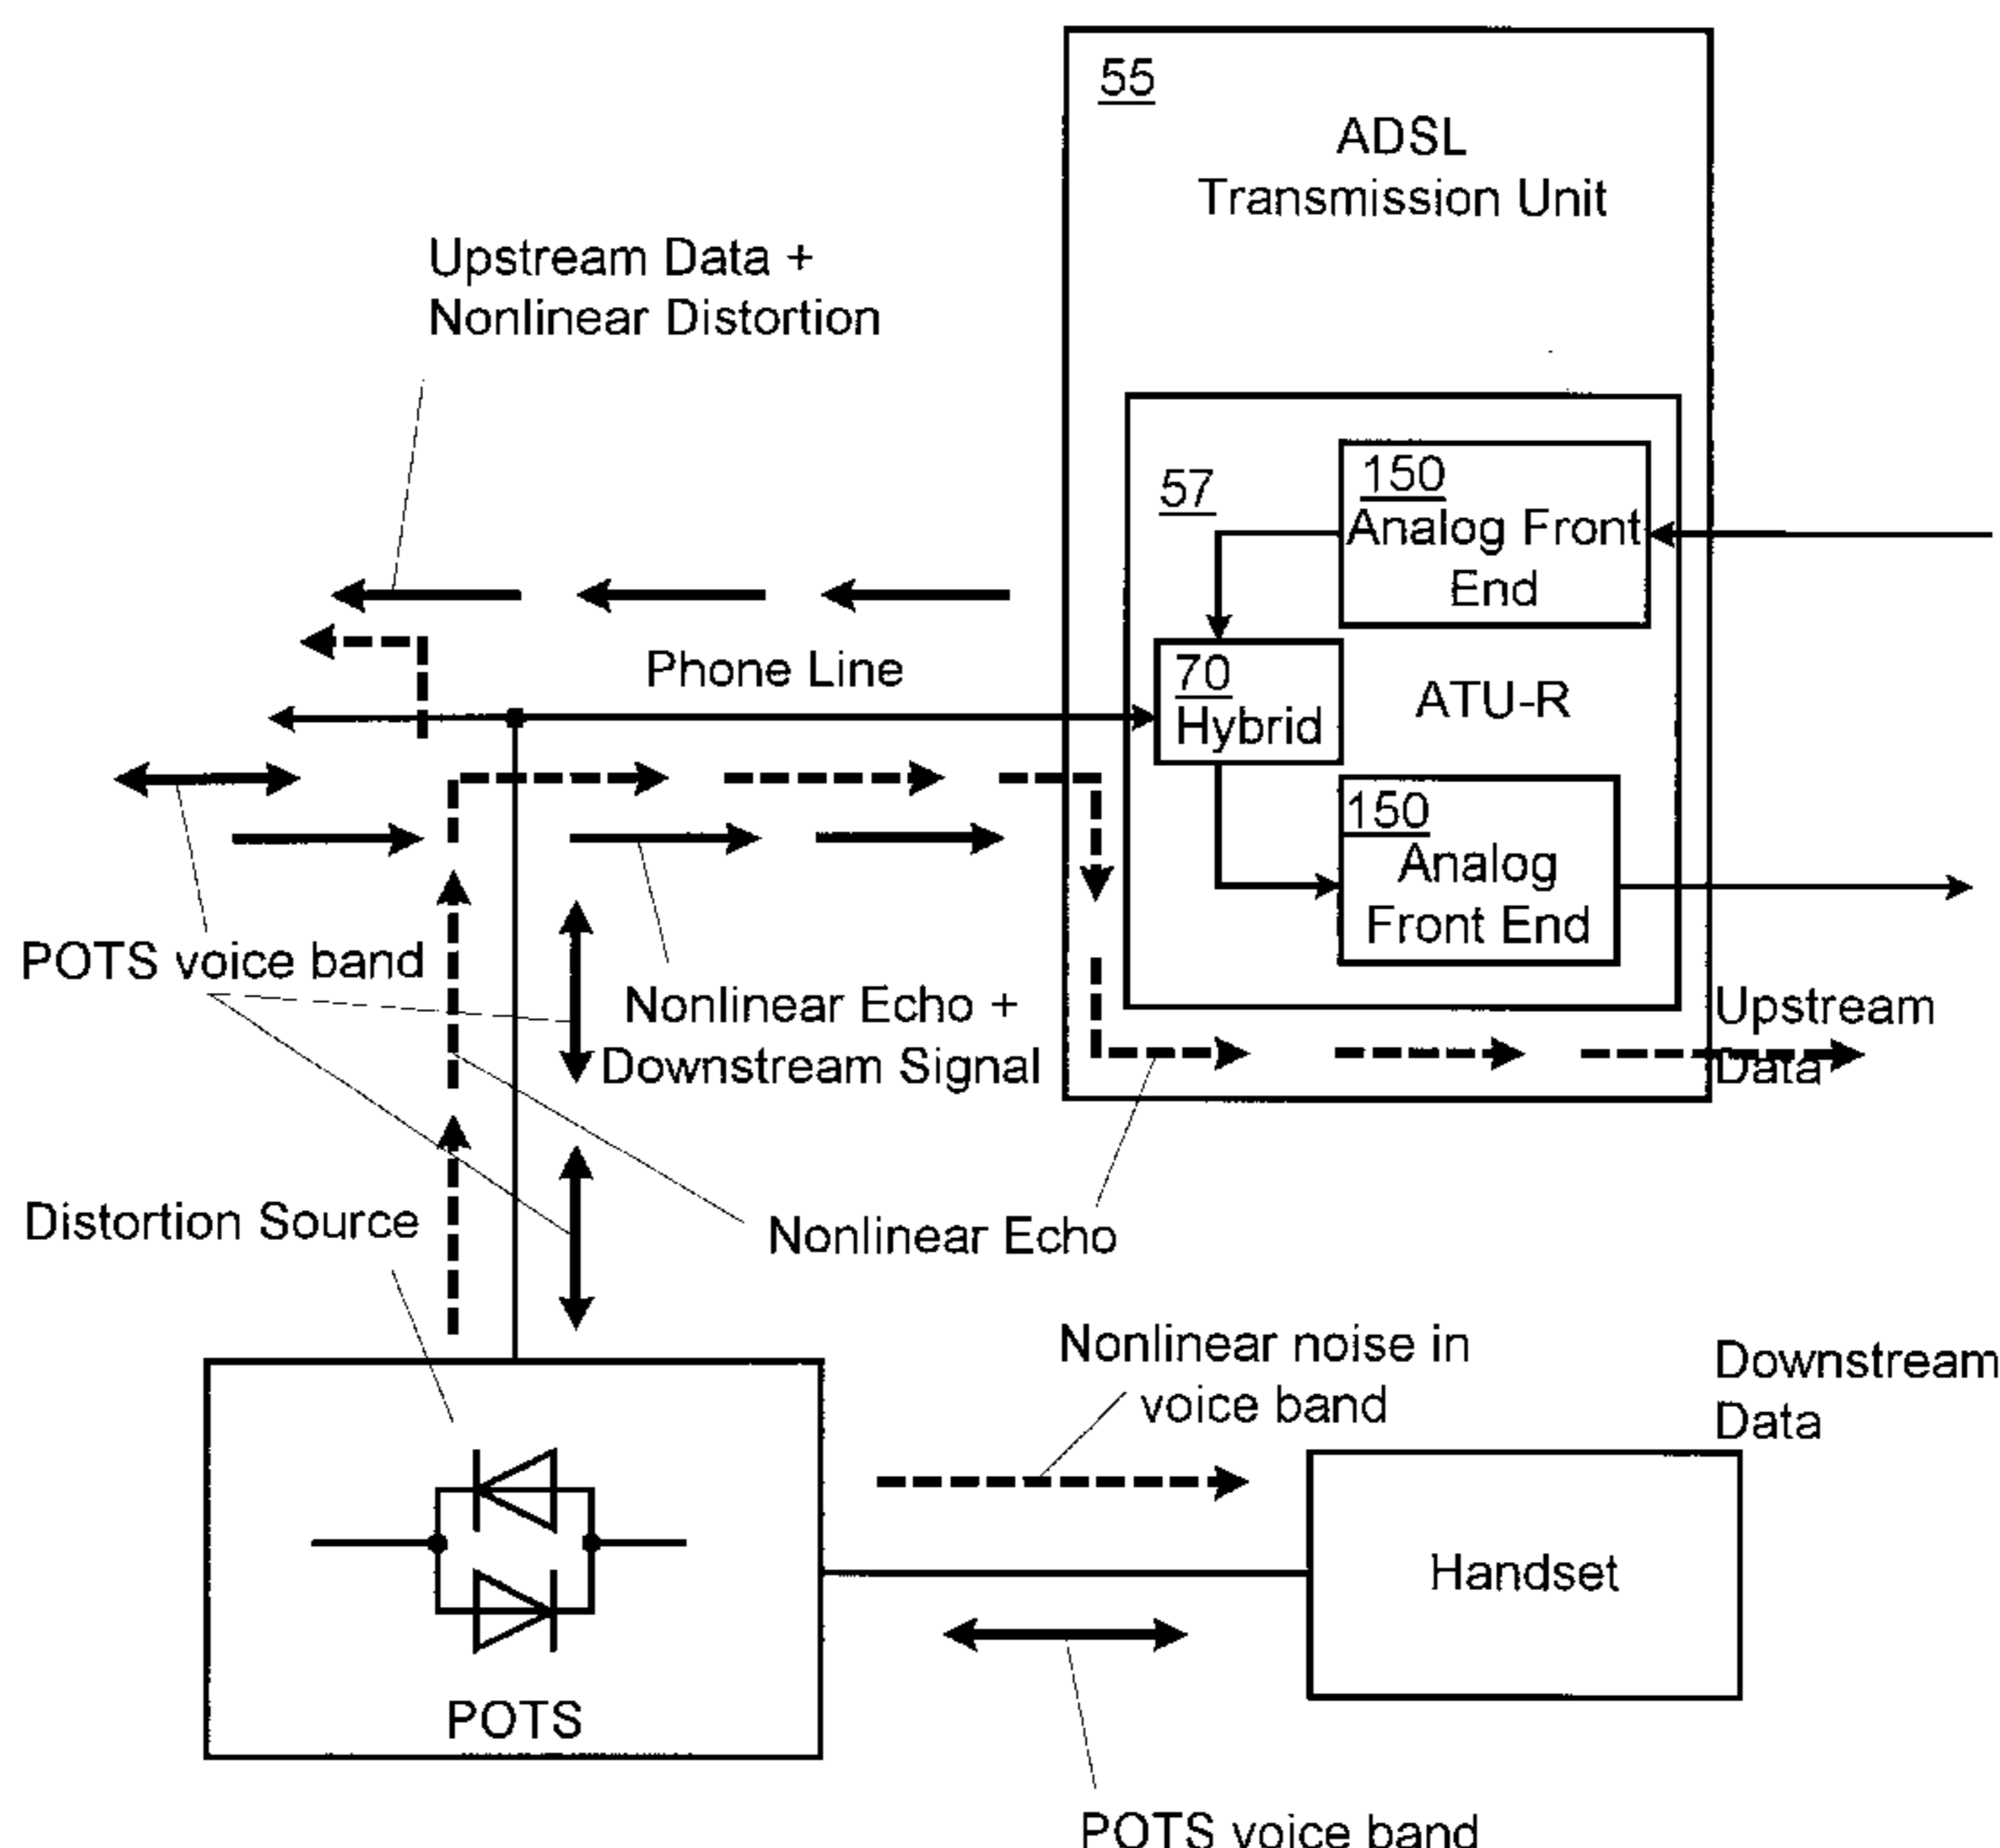 55
ADSL
Transmission Unit
Upstream Data +
Nonlinear Distortion
150
Analog Front
End
57
Phone Line
70
Hybrid
ATU-R
150
Analog
Front End
POTS voice band
Nonlinear Echo +
Downstream Signal
Upstream
Data
Distortion Source
Nonlinear Echo
Nonlinear noise in
voice band
Downstream
Data
Handset
POTS
POTS voice band